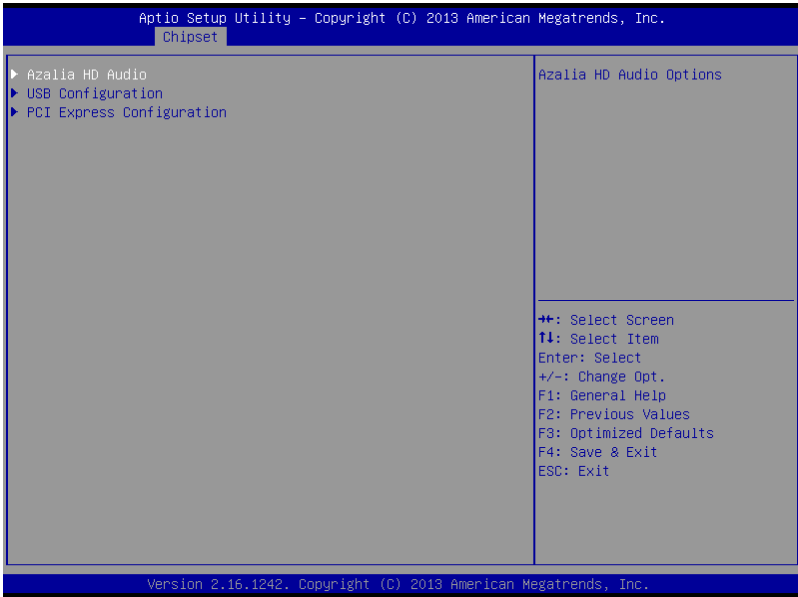 Aptio Setup Utility – Copyright (C) 2013 American Megatrends, Inc.
Chipset
▶ Azalia HD Audio
▶ USB Configuration
▶ PCI Express Configuration
Azalia HD Audio Options
→←: Select Screen
↑↓: Select Item
Enter: Select
+/-: Change Opt.
F1: General Help
F2: Previous Values
F3: Optimized Defaults
F4: Save & Exit
ESC: Exit
Version 2.16.1242. Copyright (C) 2013 American Megatrends, Inc.